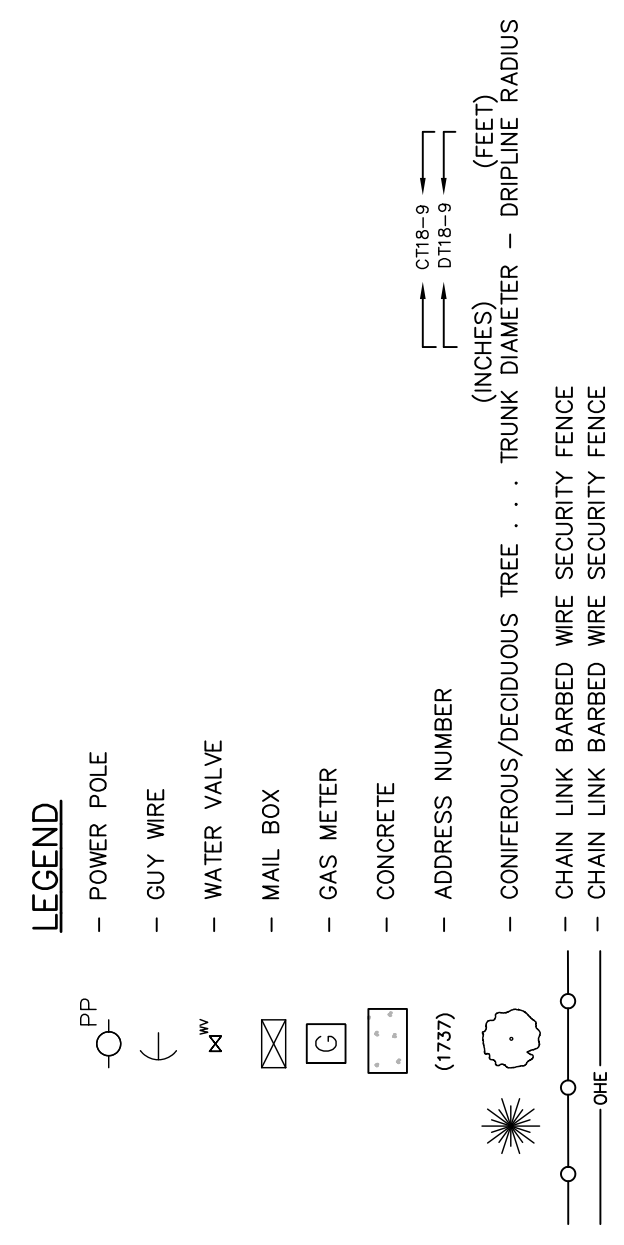 LEGEND
PP - POWER POLE
- GUY WIRE
WV - WATER VALVE
- MAIL BOX
G - GAS METER
- CONCRETE
(1737) - ADDRESS NUMBER
CT18-9
DT18-9
(INCHES) (FEET)
- CONIFEROUS/DECIDUOUS TREE . . . TRUNK DIAMETER - DRIPLINE RADIUS
- CHAIN LINK BARBED WIRE SECURITY FENCE
OHE - CHAIN LINK BARBED WIRE SECURITY FENCE